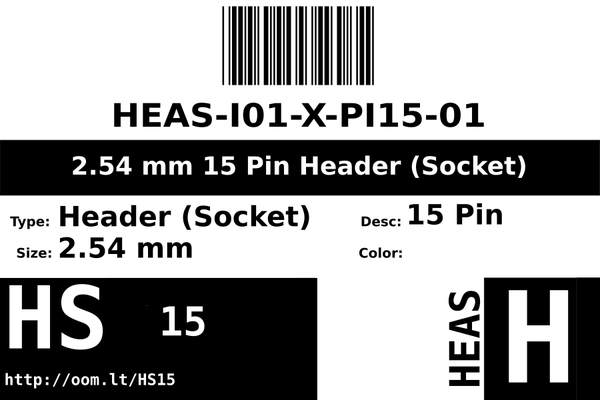 HEAS-I01-X-PI15-01
2.54 mm 15 Pin Header (Socket)
Type: Header (Socket)
Desc: 15 Pin
Size: 2.54 mm
Color:
HS
15
http://oom.lt/HS15
HEAS
H